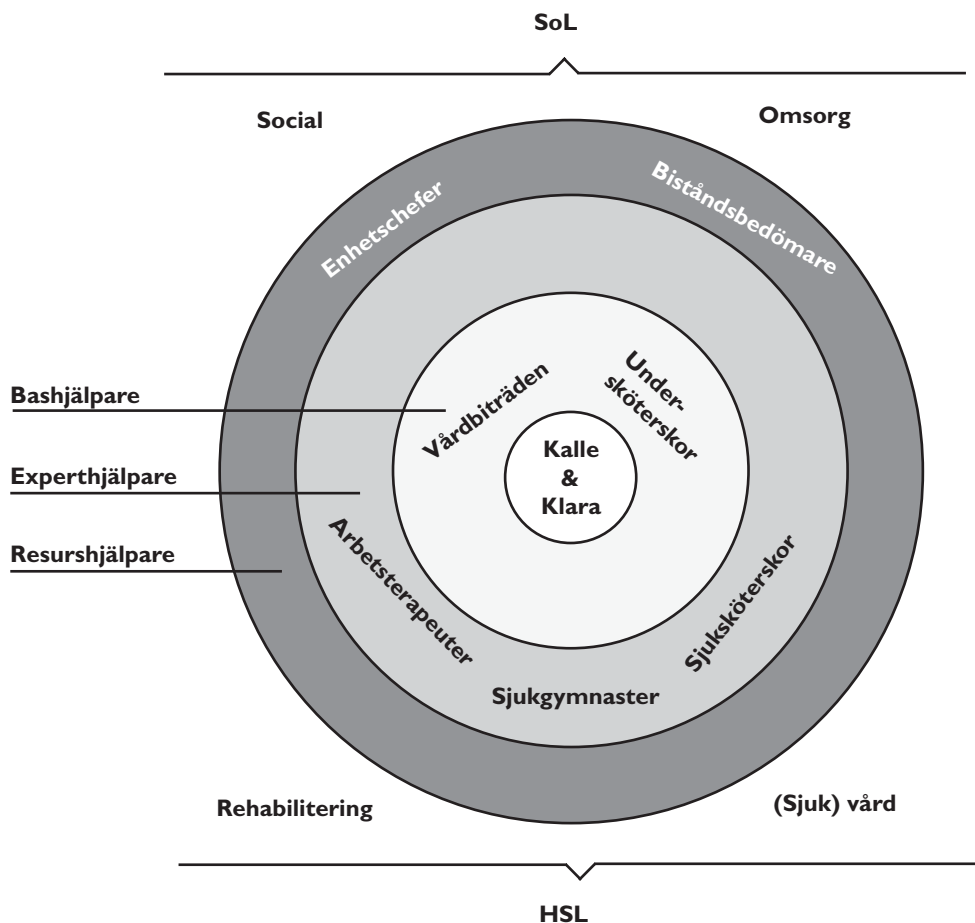 SoL
Social
Omsorg
Enhetschefer
Biståndsbedömare
Bashjälpare
Vårdbiträden
Under-
sköterskor
Kalle
&
Klara
Experthjälpare
Resurshjälpare
Arbetsterapeuter
Sjuksköterskor
Sjukgymnaster
Rehabilitering
(Sjuk) vård
HSL